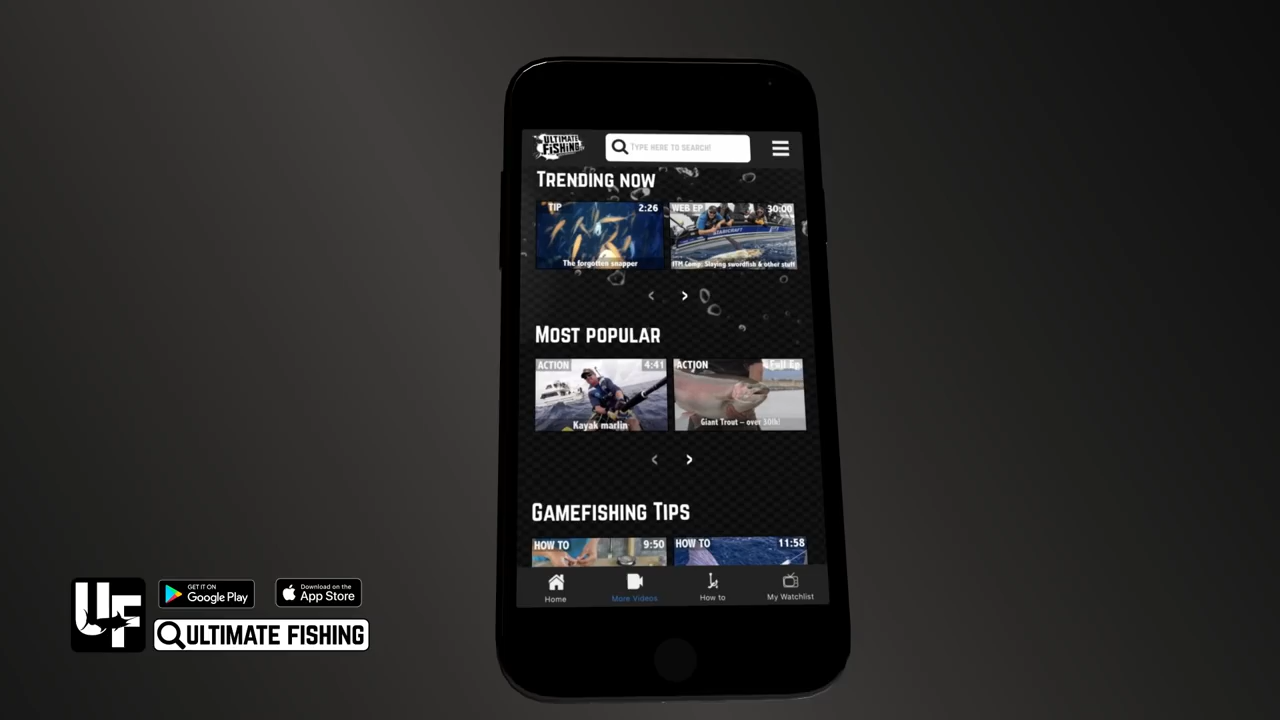 ULTIMATE
FISHING
TYPE HERE TO SEARCH!
TRENDING NOW
TIP 2:26
The forgotten snapper
WEB EP 30:00
ITM Comp: Slaying swordfish & other stuff
MOST POPULAR
ACTION 4:41
Kayak marlin
ACTION Full Ep
Giant Trout – over 30lb!
GAMEFISHING TIPS
HOW TO 9:50
HOW TO 11:58
Home
More Videos
How to
My Watchlist
UF
GET IT ON
Google Play
Download on the
App Store
ULTIMATE FISHING